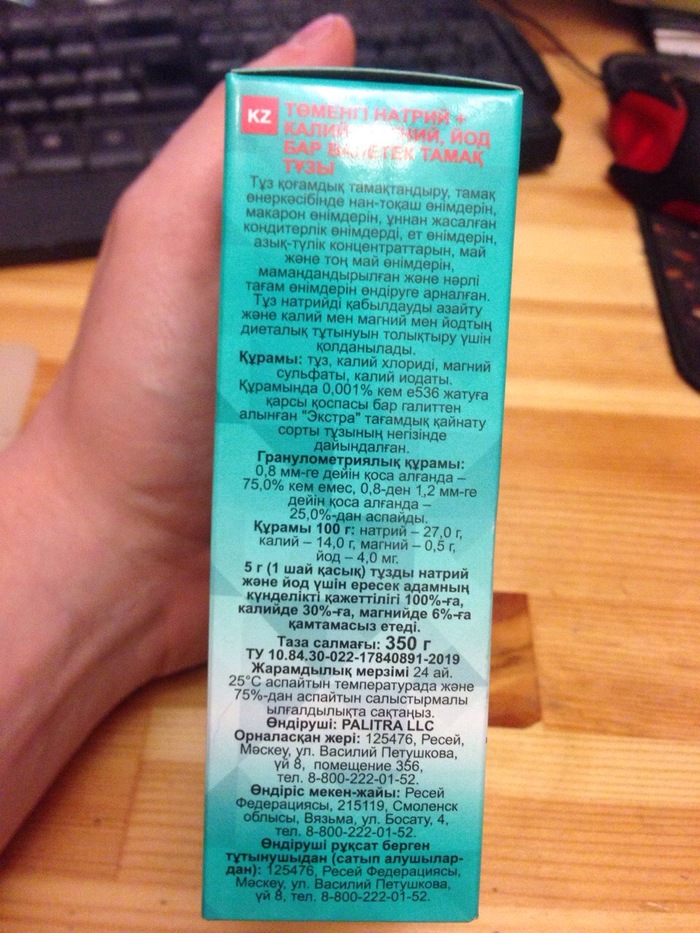 KZ ТӨМЕНГІ НАТРИЙ +
КАЛИЙ, ЙОД
БАР ТАМАҚ
ТҰЗЫ
Тұз қоғамдық тамақтандыру, тамақ
өнеркәсібінде нан-тоқаш өнімдерін,
макарон өнімдерін, ұннан жасалған
кондитерлік өнімдерді, ет өнімдерін,
азық-түлік концентраттарын, май
және тоң май өнімдерін,
мамандандырылған және нәрлі
тағам өнімдерін өндіруге арналған.
Тұз натрийді қабылдауды азайту
және калий мен магний мен йодтың
диеталық тұтынуын толықтыру үшін
қолданылады.
Құрамы: тұз, калий хлориді, магний
сульфаты, калий иодаты.
Құрамында 0,001% кем е536 жатуға
қарсы қоспасы бар галиттен
алынған "Экстра" тағамдық қайнату
сорты тұзының негізінде
дайындалған.
Гранулометриялық құрамы:
0,8 мм-ге дейін қоса алғанда –
75,0% кем емес, 0,8-ден 1,2 мм-ге
дейін қоса алғанда –
25,0%-дан аспайды.
Құрамы 100 г: натрий – 27,0 г,
калий – 14,0 г, магний – 0,5 г,
йод – 4,0 мг.
5 г (1 шай қасық) тұзды натрий
және йод үшін ересек адамның
күнделікті қажеттілігі 100%-ға,
калийде 30%-ға, магнийде 6%-ға
қамтамасыз етеді.
Таза салмағы: 350 г
ТУ 10.84.30-022-17840891-2019
Жарамдылық мерзімі 24 ай.
25°С аспайтын температурада және
75%-дан аспайтын салыстырмалы
ылғалдылықта сақтаңыз.
Өндіруші: PALITRA LLC
Орналасқан жері: 125476, Ресей,
Мәскеу, ул. Василий Петушкова,
үй 8, помещение 356,
тел. 8-800-222-01-52.
Өндіріс мекен-жайы: Ресей
Федерациясы, 215119, Смоленск
облысы, Вязьма, ул. Босату, 4,
тел. 8-800-222-01-52.
Өндіруші рұқсат берген
тұтынушыдан (сатып алушылар-
дан): 125476, Ресей Федерациясы,
Мәскеу, ул. Василий Петушкова,
үй 8, тел. 8-800-222-01-52.